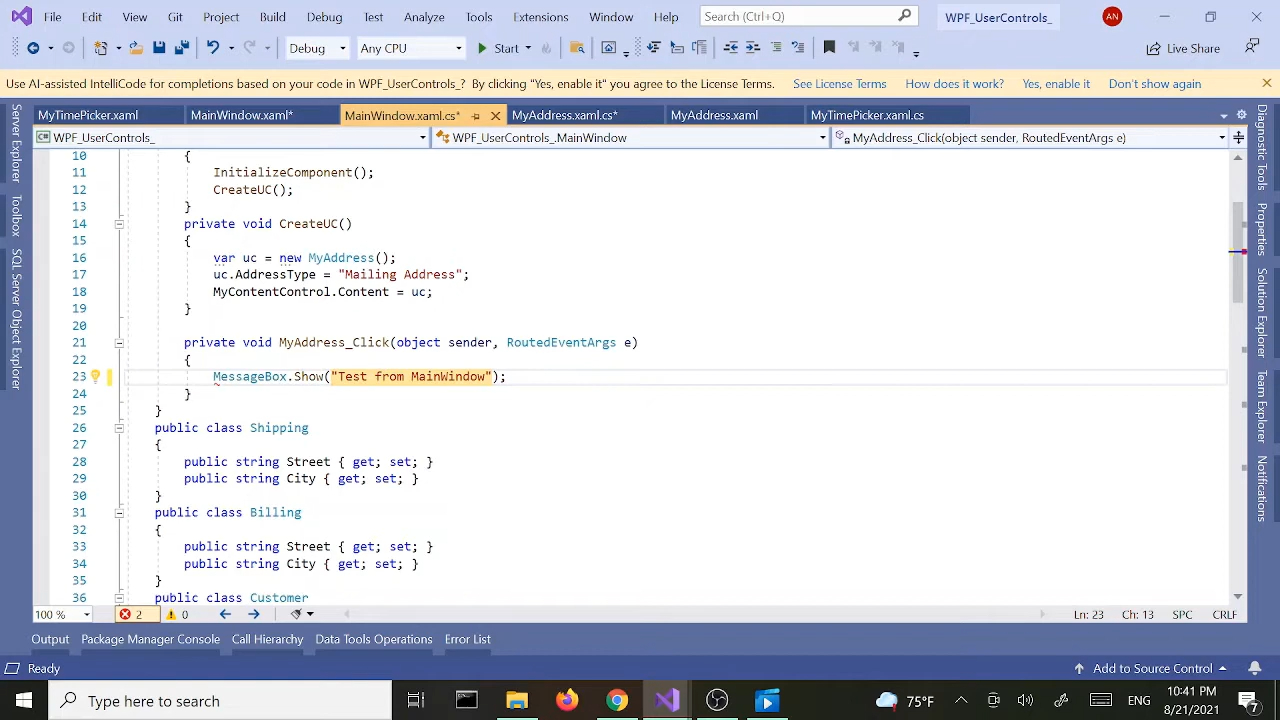 File Edit View Git Project Build Debug Test Analyze Tools Extensions Window Help Search (Ctrl+Q) WPF_UserControls_ AN
Debug Any CPU Start Live Share
Use AI-assisted IntelliCode for completions based on your code in WPF_UserControls_? By clicking "Yes, enable it" you agree to the License Terms. See License Terms How does it work? Yes, enable it Don't show again
MyTimePicker.xaml MainWindow.xaml* MainWindow.xaml.cs* MyAddress.xaml.cs* MyAddress.xaml MyTimePicker.xaml.cs
WPF_UserControls_ WPF_UserControls_.MainWindow MyAddress_Click(object sender, RoutedEventArgs e)
Server Explorer
Toolbox
SQL Server Object Explorer
10 {
11 InitializeComponent();
12 CreateUC();
13 }
14 private void CreateUC()
15 {
16 var uc = new MyAddress();
17 uc.AddressType = "Mailing Address";
18 MyContentControl.Content = uc;
19 }
20
21 private void MyAddress_Click(object sender, RoutedEventArgs e)
22 {
23 MessageBox.Show("Test from MainWindow");
24 }
25 }
26 public class Shipping
27 {
28 public string Street { get; set; }
29 public string City { get; set; }
30 }
31 public class Billing
32 {
33 public string Street { get; set; }
34 public string City { get; set; }
35 }
36 public class Customer
Diagnostic Tools
Properties
Solution Explorer
Team Explorer
Notifications
100 % 2 0 Ln: 23 Ch: 13 SPC CRLF
Output Package Manager Console Call Hierarchy Data Tools Operations Error List
Ready Add to Source Control
Type here to search 75°F ENG :21 PM
8/21/2021 7